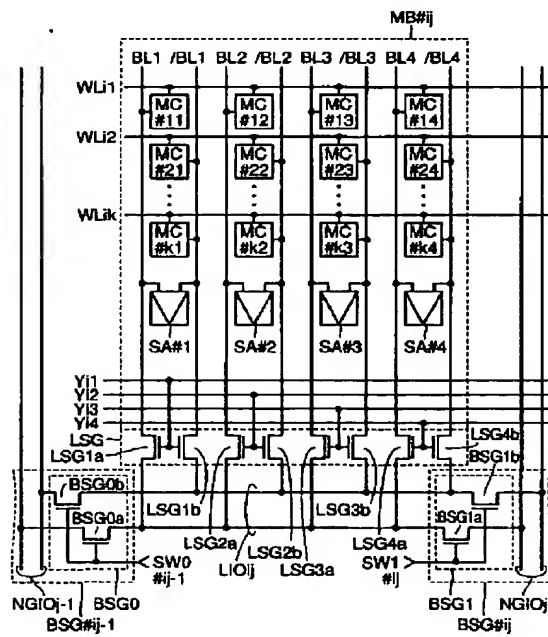 MB#ij
BL1 /BL1 BL2 /BL2 BL3 /BL3 BL4 /BL4
WLi1
MC #11 MC #12 MC #13 MC #14
WLi2
MC #21 MC #22 MC #23 MC #24
WLik
MC #k1 MC #k2 MC #k3 MC #k4
SA#1 SA#2 SA#3 SA#4
Yi1
Yi2
Yi3
Yi4
LSG
LSG1a
LSG4b
BSG0b
BSG1b
LSG1b
LSG3b
BSG0a
LSG2a
LSG4a
BSG1a
LSG2b
LIOij
LSG3a
SW0 #ij-1
SW1 #ij
NGIOj-1
BSG0
BSG1
NGIOj
BSG#ij-1
BSG#ij